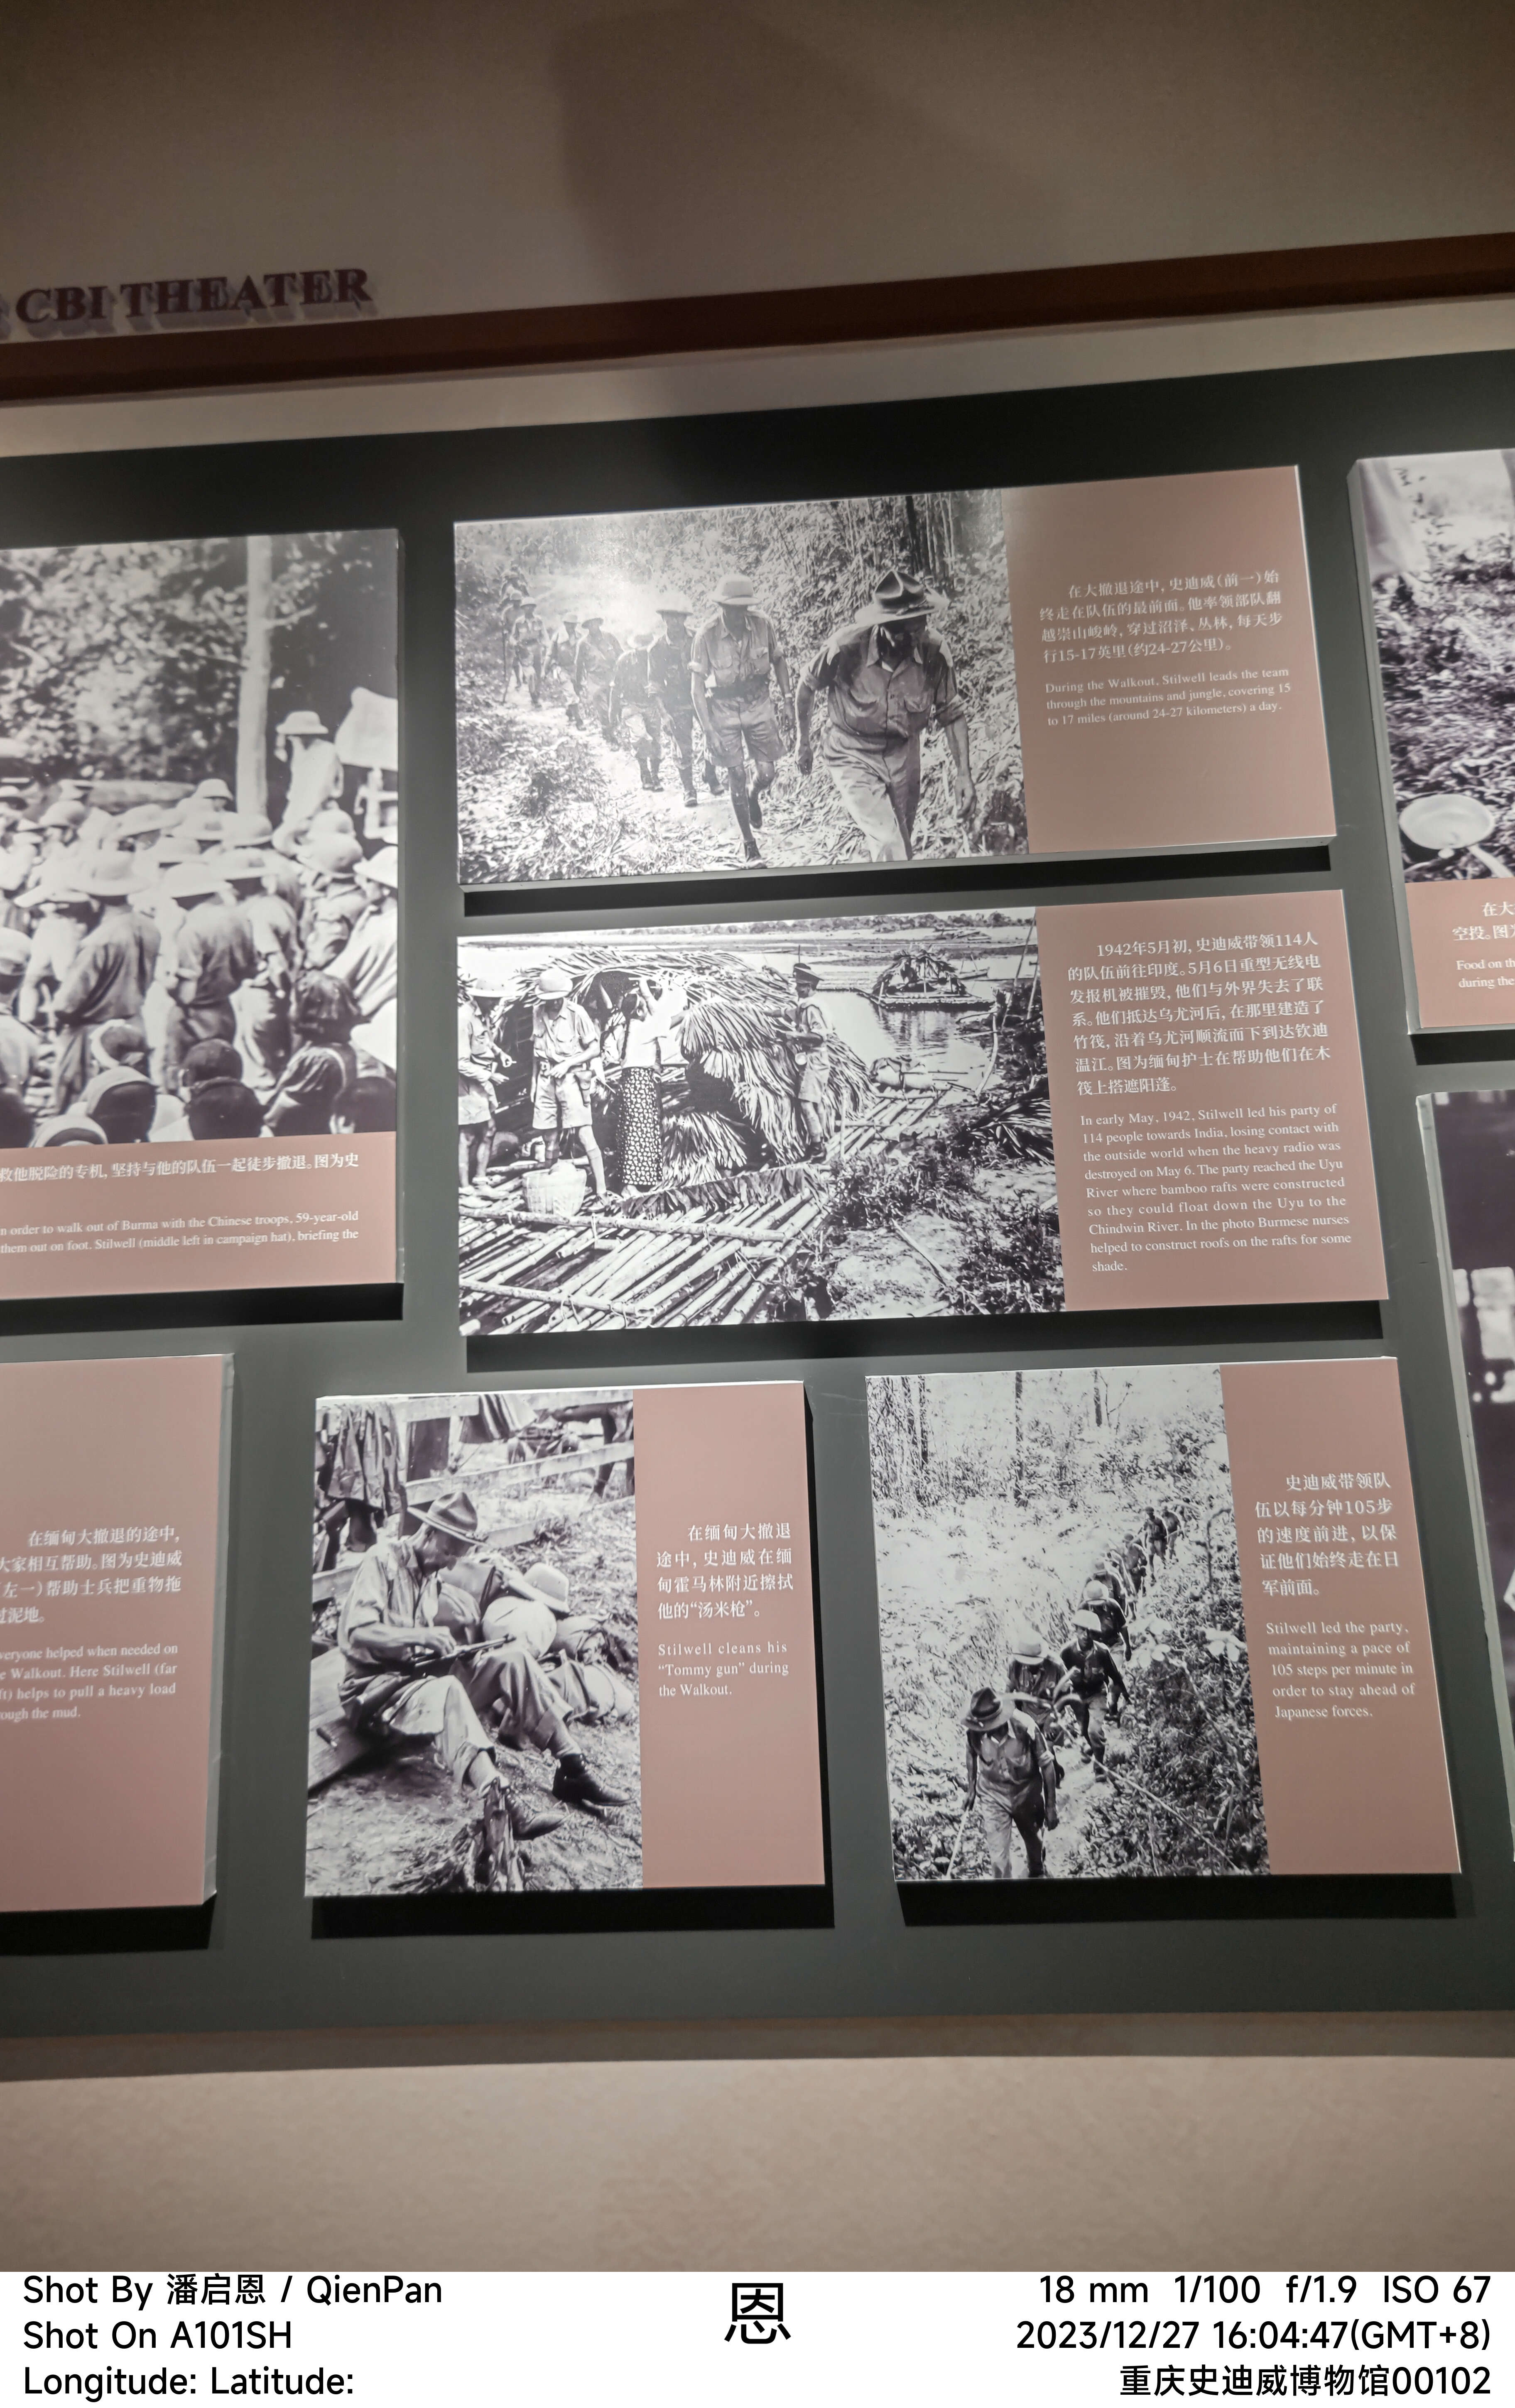 CBI THEATER
在大撤退途中，史迪威（前一）始
终走在队伍的最前面。他率领部队翻
越崇山峻岭，穿过沼泽、丛林，每天步
行15-17英里（约24-27公里）。
During the Walkout, Stilwell leads the team
through the mountains and jungle, covering 15
to 17 miles (around 24-27 kilometers) a day.
1942年5月初，史迪威带领114人
的队伍前往印度。5月6日重型无线电
发报机被摧毁，他们与外界失去了联
系。他们抵达乌尤河后，在那里建造了
竹筏，沿着乌尤河顺流而下到达钦迪
温江。图为缅甸护士在帮助他们在木
筏上搭遮阳蓬。
In early May, 1942, Stilwell led his party of
114 people towards India, losing contact with
the outside world when the heavy radio was
destroyed on May 6. The party reached the Uyu
River where bamboo rafts were constructed
so they could float down the Uyu to the
Chindwin River. In the photo Burmese nurses
helped to construct roofs on the rafts for some
shade.
在大
空投。图
Food on th
during the
救他脱险的专机，坚持与他的队伍一起徒步撤退。图为史
n order to walk out of Burma with the Chinese troops, 59-year-old
them out on foot. Stilwell (middle left in campaign hat), briefing the
在缅甸大撤退的途中，
大家相互帮助。图为史迪威
左一）帮助士兵把重物拖
过泥地。
veryone helped when needed on
e Walkout. Here Stilwell (far
ft) helps to pull a heavy load
rough the mud.
在缅甸大撤退
途中，史迪威在缅
甸霍马林附近擦拭
他的“汤米枪”。
Stilwell cleans his
“Tommy gun” during
the Walkout.
史迪威带领队
伍以每分钟105步
的速度前进，以保
证他们始终走在日
军前面。
Stilwell led the party,
maintaining a pace of
105 steps per minute in
order to stay ahead of
Japanese forces.
Shot By 潘启恩 / QienPan
Shot On A101SH
Longitude: Latitude:
恩
18 mm 1/100 f/1.9 ISO 67
2023/12/27 16:04:47(GMT+8)
重庆史迪威博物馆00102